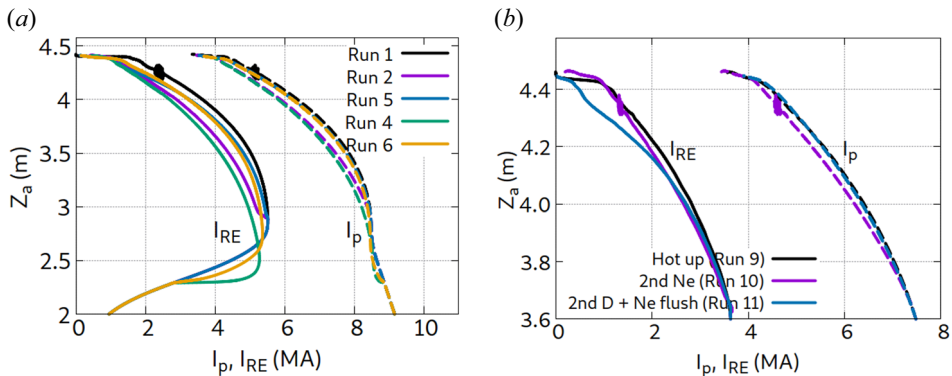 (a)
Z_a (m)
4.5
4
3.5
3
2.5
2
Run 1
Run 2
Run 5
Run 4
Run 6
I_RE
I_p
0 2 4 6 8 10
I_p, I_RE (MA)
(b)
Z_a (m)
4.4
4.2
4.0
3.8
3.6
I_RE
I_p
Hot up (Run 9)
2nd Ne (Run 10)
2nd D + Ne flush (Run 11)
0 2 4 6 8
I_p, I_RE (MA)